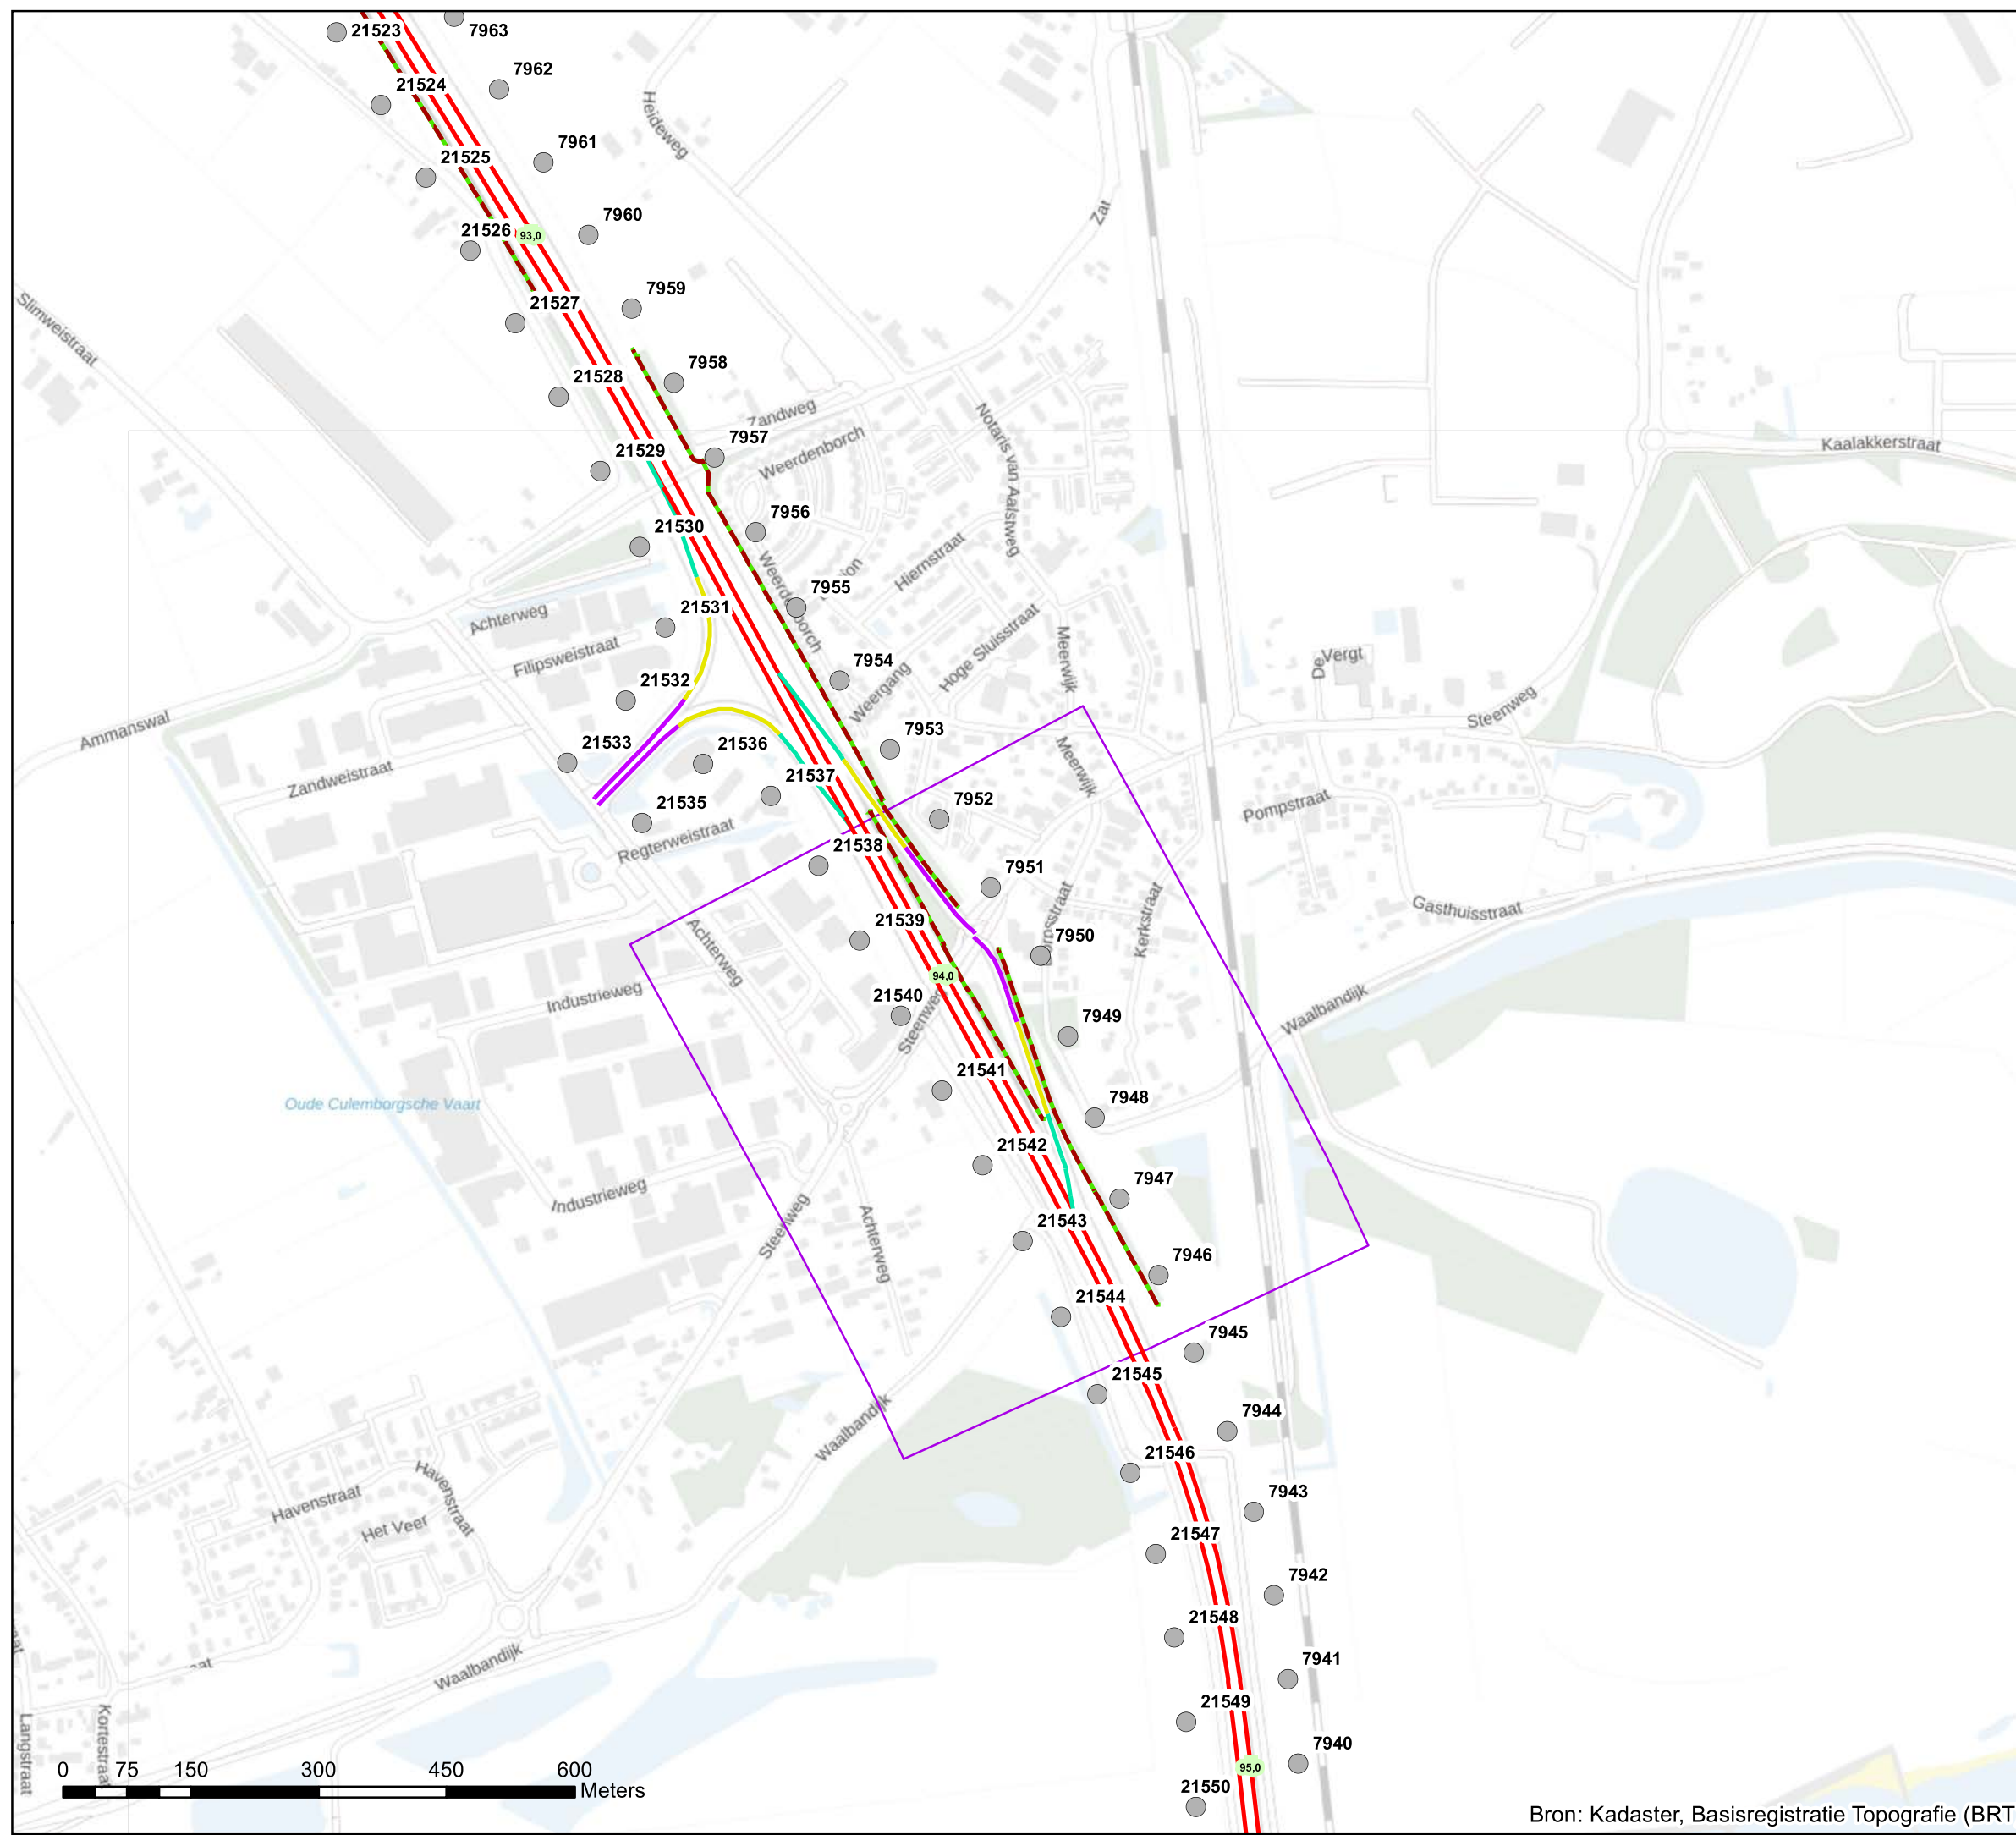 21523
7963
7962
21524
Heideweg
7961
21525
Zat
7960
21526
93,0
7959
21527
Slimweistraat
7958
21528
Zandweg
Notaris van Aalstweg
7957
Weerdenborch
21529
Kaalakkerstraat
7956
21530
Hiernstraat
Weerdenborch
7955
21531
Achterweg
Hoge Sluisstraat
Filipsweistraat
Meerwijk
De Vergt
7954
21532
Weergang
Steenweg
Ammanswal
7953
21533
21536
Meerwijk
21537
Zandweistraat
Pompstraat
21535
7952
Regterweistraat
21538
7951
Gasthuisstraat
Kerkstraat
21539
7950
Achterweg
94,0
Industrieweg
21540
Steenweg
7949
Waalbandijk
21541
Oude Culemborgsche Vaart
7948
21542
7947
Industrieweg
Steenweg
21543
Achterweg
7946
21544
7945
21545
7944
Waalbandijk
21546
7943
Havenstraat
Havenstraat
Het Veer
21547
7942
21548
7941
Waalbandijk
21549
7940
Langstraat
Kortestraat
95,0
0 75 150 300 450 600
Meters
21550
Bron: Kadaster, Basisregistratie Topografie (BRT